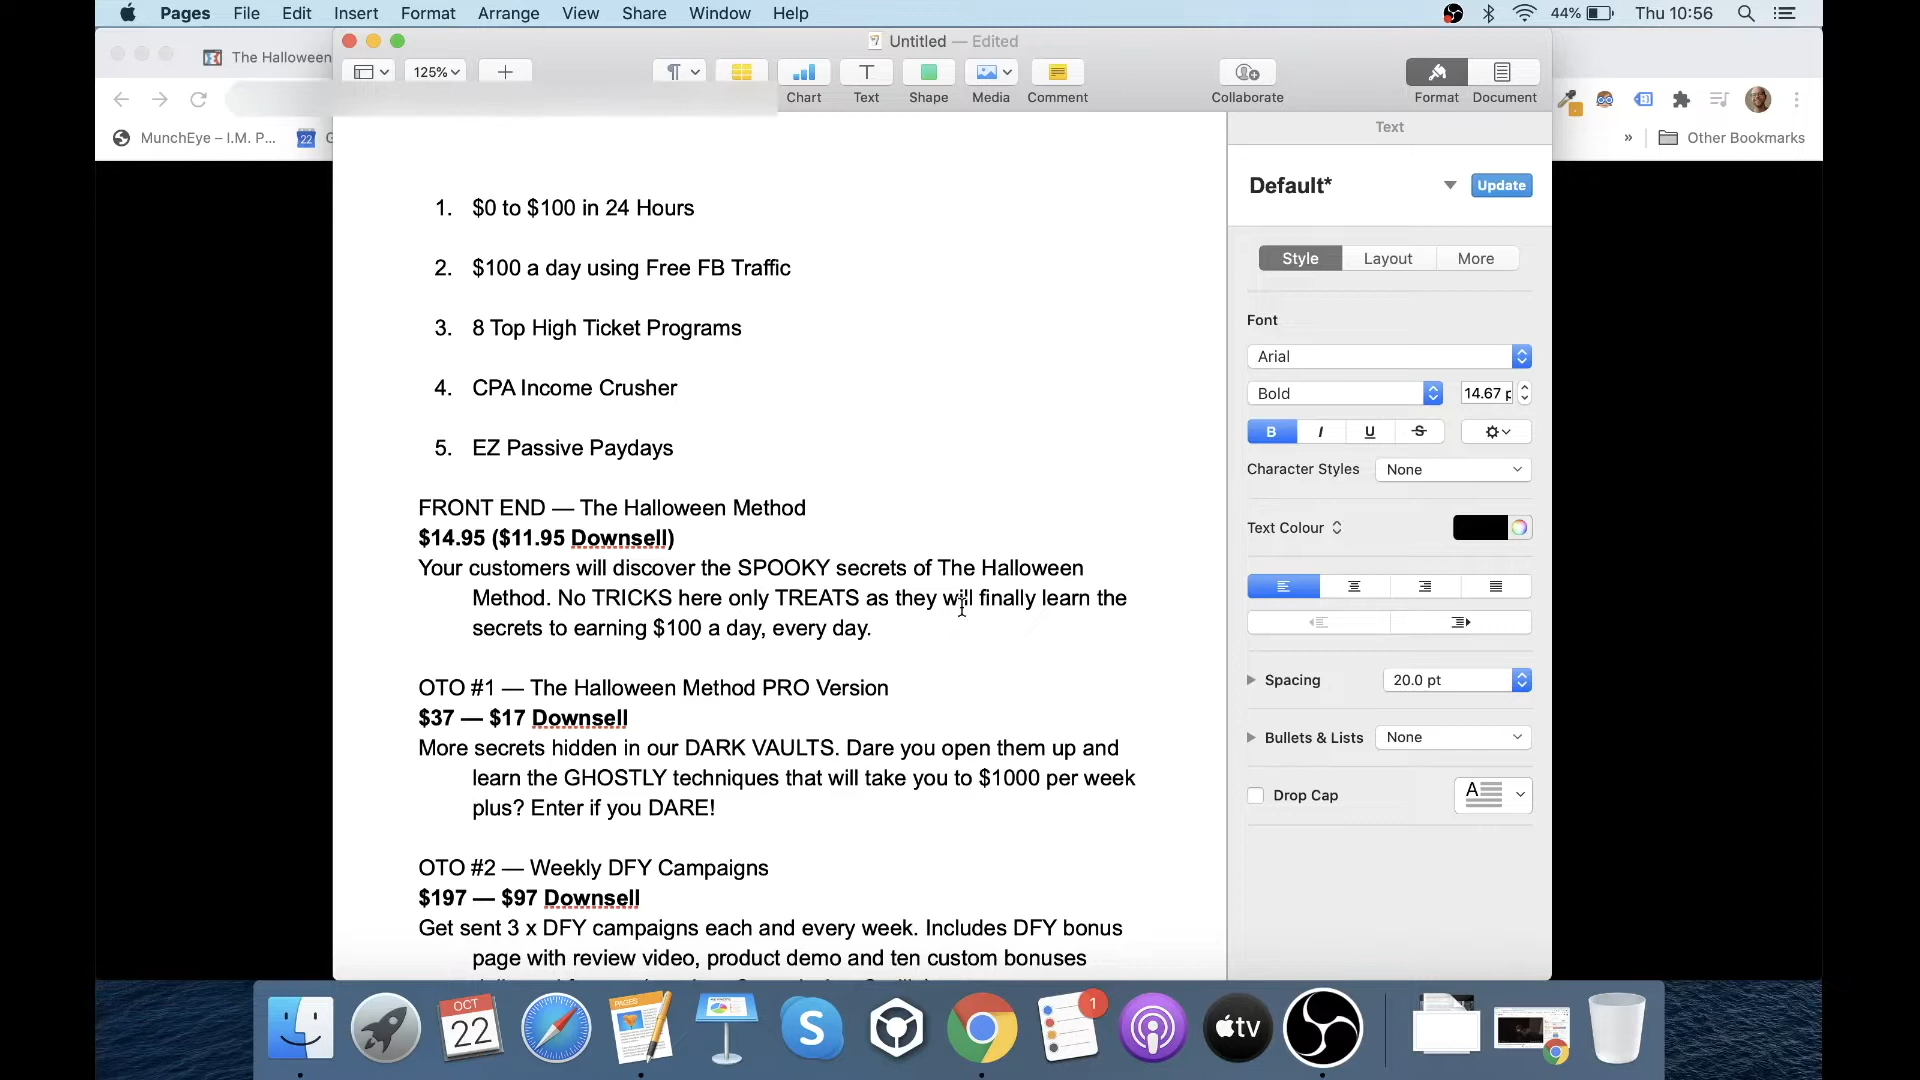 Pages File Edit Insert Format Arrange View Share Window Help 44% Thu 10:56
Untitled — Edited
The Halloween
125%
Chart Text Shape Media Comment Collaborate Format Document
MunchEye – I.M. P... 22 G Other Bookmarks
Text
Default* Update
Style Layout More
Font
Arial
Bold 14.67 p
B I U S
Character Styles None
Text Colour
Spacing 20.0 pt
Bullets & Lists None
Drop Cap A
1. $0 to $100 in 24 Hours
2. $100 a day using Free FB Traffic
3. 8 Top High Ticket Programs
4. CPA Income Crusher
5. EZ Passive Paydays
FRONT END — The Halloween Method
$14.95 ($11.95 Downsell)
Your customers will discover the SPOOKY secrets of The Halloween
Method. No TRICKS here only TREATS as they will finally learn the
secrets to earning $100 a day, every day.
OTO #1 — The Halloween Method PRO Version
$37 — $17 Downsell
More secrets hidden in our DARK VAULTS. Dare you open them up and
learn the GHOSTLY techniques that will take you to $1000 per week
plus? Enter if you DARE!
OTO #2 — Weekly DFY Campaigns
$197 — $97 Downsell
Get sent 3 x DFY campaigns each and every week. Includes DFY bonus
page with review video, product demo and ten custom bonuses
OCT
22
PAGES
S
1
tv